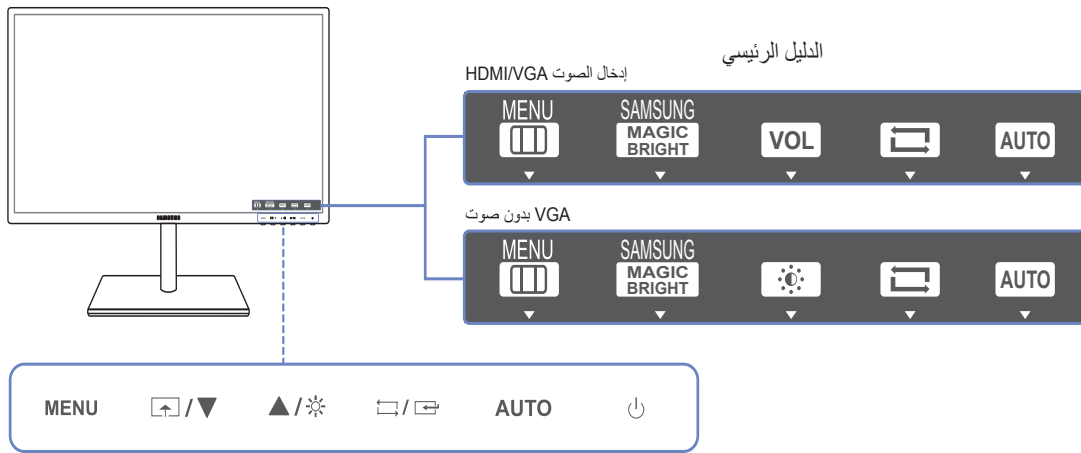 الدليل الرئيسي
إدخال الصوت HDMI/VGA
MENU SAMSUNG MAGIC BRIGHT VOL AUTO
VGA بدون صوت
MENU SAMSUNG MAGIC BRIGHT AUTO
SAMSUNG
MENU / ▼ ▲ / / AUTO